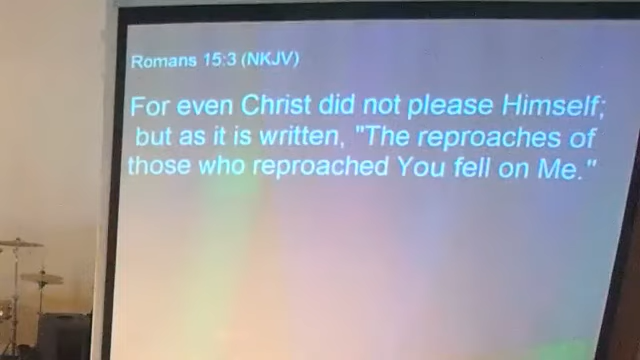 Romans 15:3 (NKJV)
For even Christ did not please Himself;
but as it is written, "The reproaches of
those who reproached You fell on Me."